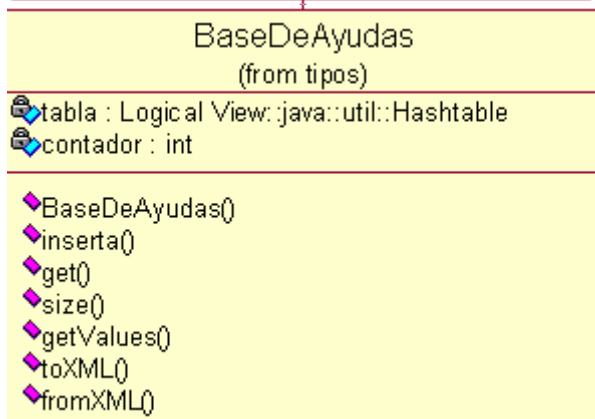 BaseDeAyudas
(from tipos)
tabla : Logical View::java::util::Hashtable
contador : int
BaseDeAyudas()
inserta()
get()
size()
getValues()
toXML()
fromXML()